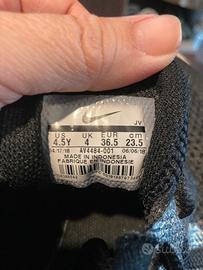 JV
US UK EUR cm
4.5Y 4 36.5 23.5
AV4484-001
MADE IN INDONESIA
FABRIQUE EN INDONESIE